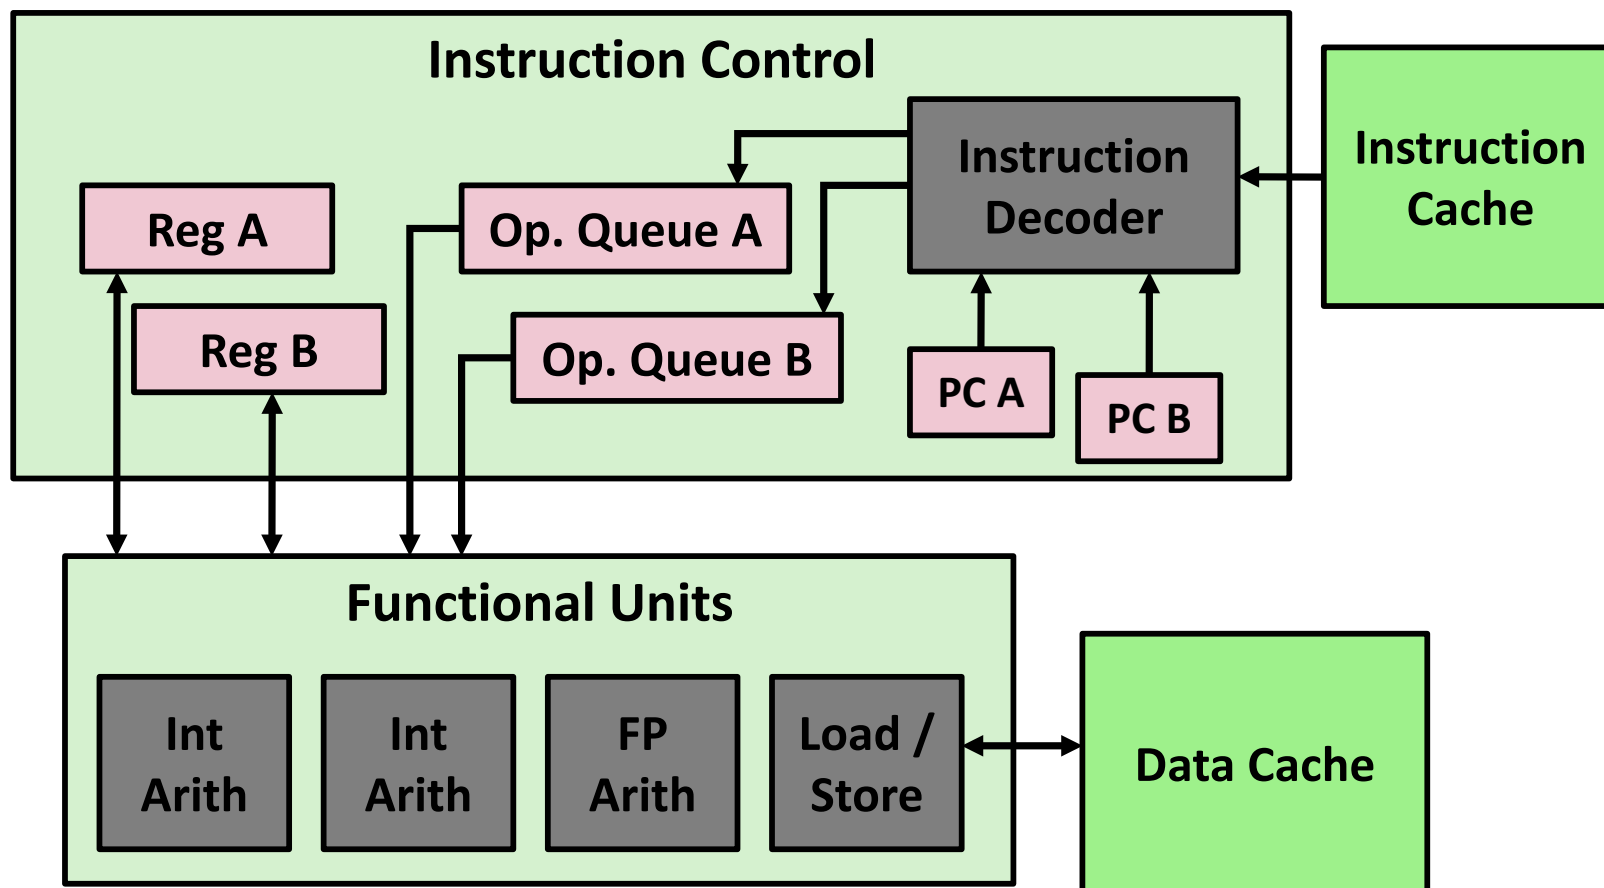 Instruction Control
Instruction
Decoder
Instruction
Cache
Reg A
Op. Queue A
Reg B
Op. Queue B
PC A
PC B
Functional Units
Int
Arith
Int
Arith
FP
Arith
Load /
Store
Data Cache